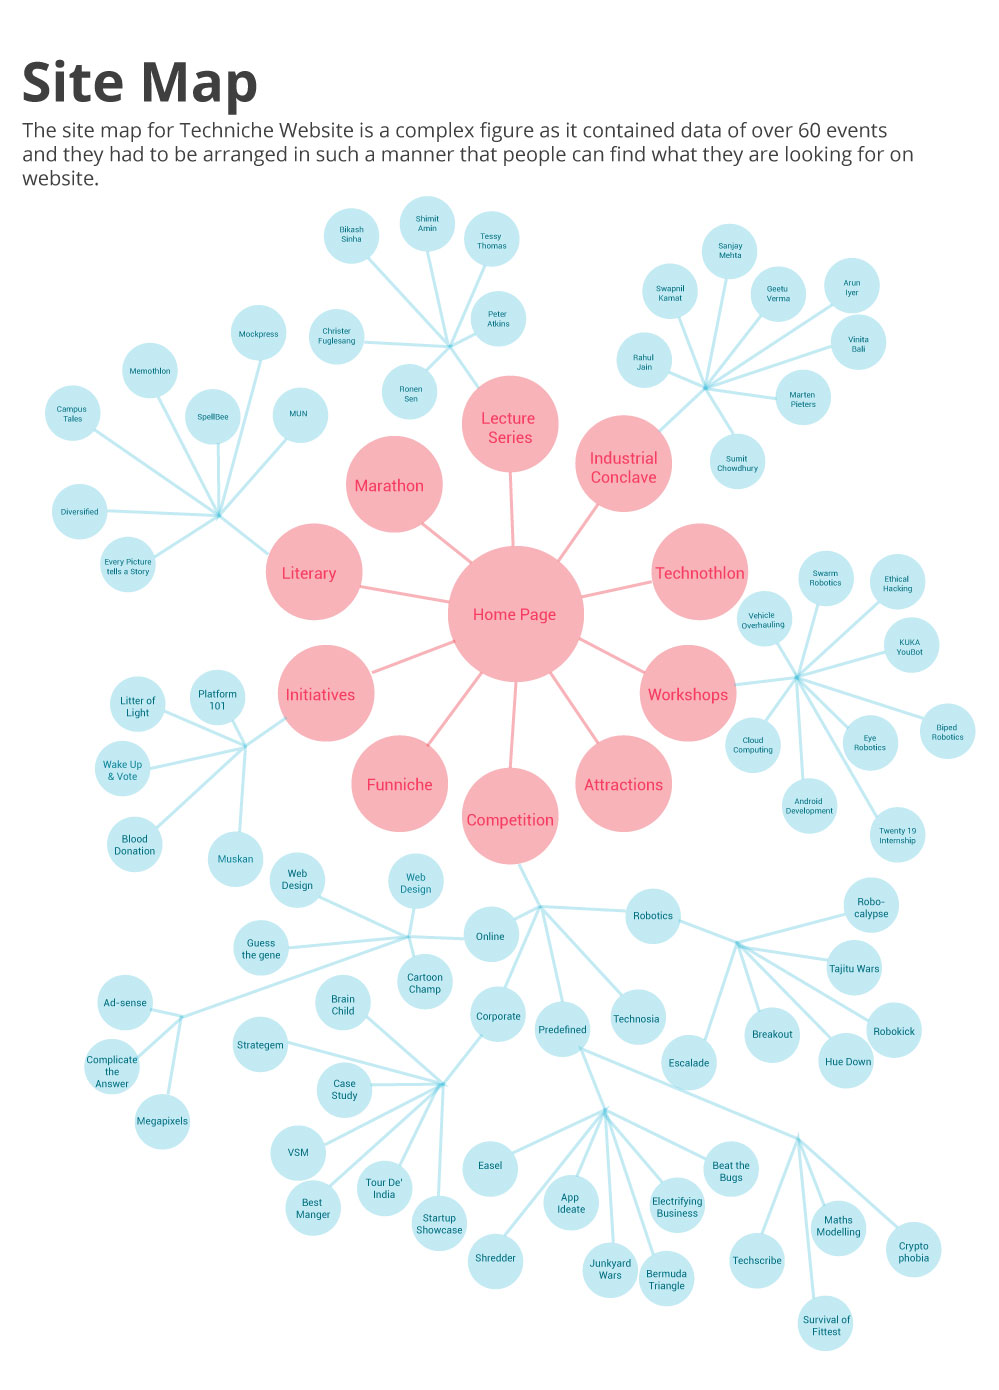 Site Map
The site map for Techniche Website is a complex figure as it contained data of over 60 events
and they had to be arranged in such a manner that people can find what they are looking for on
website.
Bikash
Sinha
Shimit
Amin
Tessy
Thomas
Christer
Fuglesang
Peter
Atkins
Ronen
Sen
Lecture
Series
Sanjay
Mehta
Swapnil
Kamat
Geetu
Verma
Arun
Iyer
Rahul
Jain
Vinita
Bali
Marten
Pieters
Sumit
Chowdhury
Industrial
Conclave
Mockpress
Memothlon
Campus
Tales
SpellBee
MUN
Diversified
Every Picture
tells a Story
Literary
Marathon
Home Page
Technothlon
Swarm
Robotics
Ethical
Hacking
Vehicle
Overhauling
KUKA
YouBot
Biped
Robotics
Eye
Robotics
Cloud
Computing
Android
Development
Twenty 19
Internship
Workshops
Initiatives
Platform
101
Litter of
Light
Wake Up
& Vote
Blood
Donation
Muskan
Funniche
Competition
Attractions
Web
Design
Web
Design
Guess
the gene
Online
Cartoon
Champ
Ad-sense
Complicate
the
Answer
Megapixels
Robotics
Robo-
calypse
Tajitu Wars
Robokick
Hue Down
Breakout
Escalade
Technosia
Predefined
Corporate
Brain
Child
Strategem
Case
Study
VSM
Best
Manger
Tour De'
India
Startup
Showcase
Easel
Shredder
App
Ideate
Junkyard
Wars
Bermuda
Triangle
Electrifying
Business
Beat the
Bugs
Techscribe
Maths
Modelling
Crypto
phobia
Survival of
Fittest